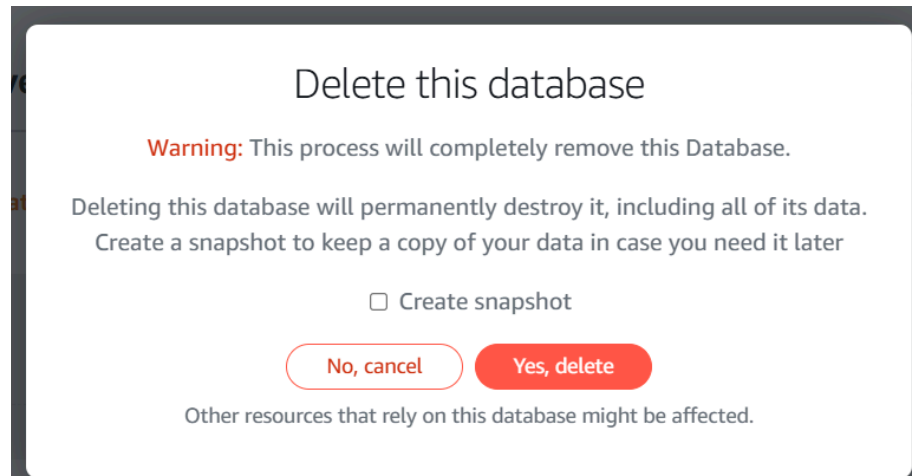 Delete this database
Warning: This process will completely remove this Database.
Deleting this database will permanently destroy it, including all of its data.
Create a snapshot to keep a copy of your data in case you need it later
Create snapshot
No, cancel
Yes, delete
Other resources that rely on this database might be affected.